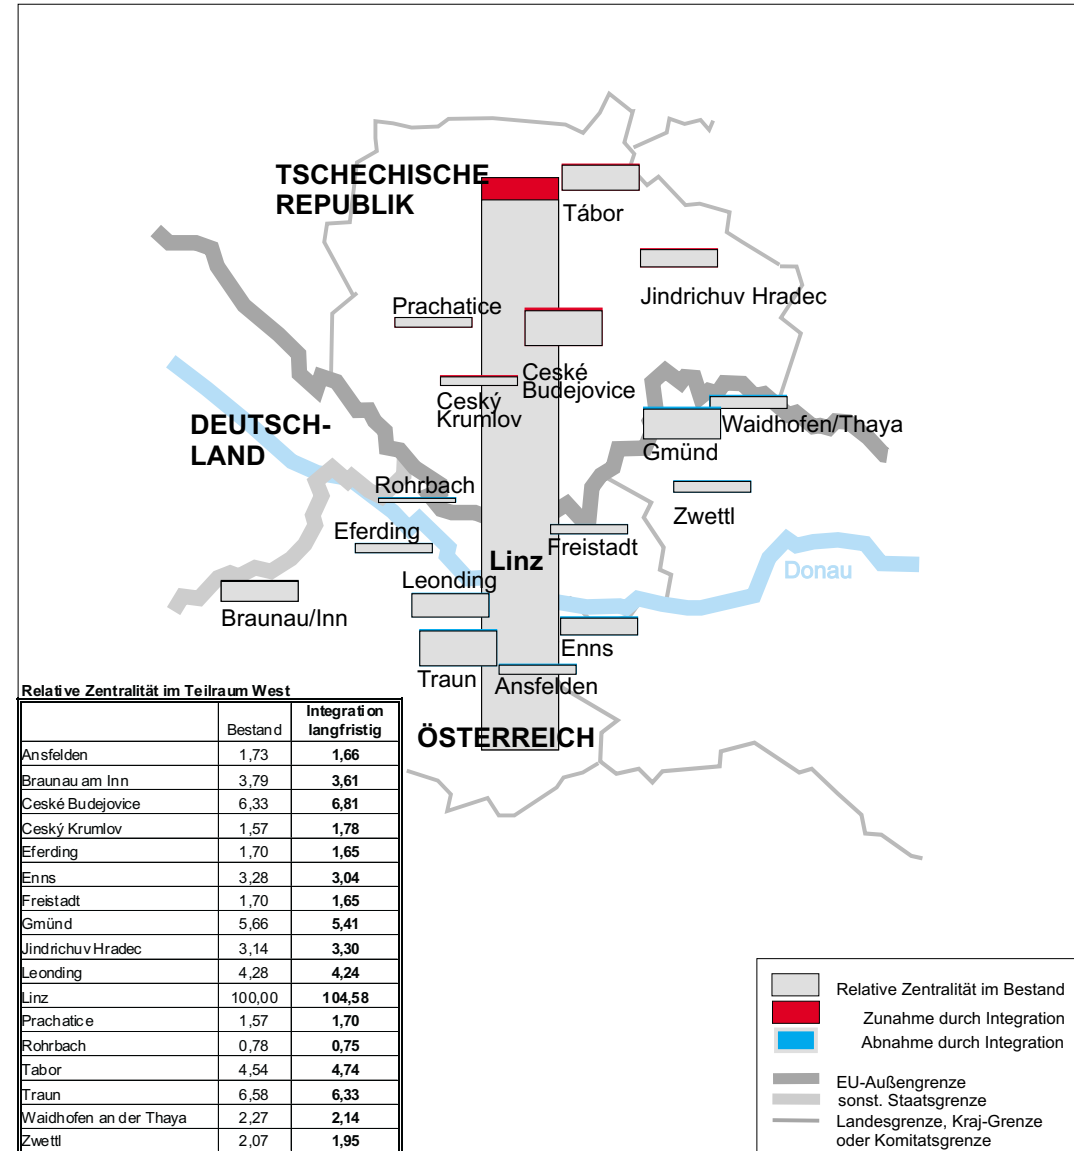 TSCHECHISCHE
REPUBLIK
Tábor
Jindrichuv Hradec
Prachatice
Ceské
Budejovice
Ceský
Krumlov
DEUTSCH-
LAND
Waidhofen/Thaya
Gmünd
Rohrbach
Zwettl
Eferding
Freistadt
Linz
Donau
Leonding
Braunau/Inn
Enns
Traun
Ansfelden
ÖSTERREICH
Relative Zentralität im Teilraum West
Bestand Integration langfristig
Ansfelden 1,73 1,66
Braunau am Inn 3,79 3,61
Ceské Budejovice 6,33 6,81
Ceský Krumlov 1,57 1,78
Eferding 1,70 1,65
Enns 3,28 3,04
Freistadt 1,70 1,65
Gmünd 5,66 5,41
Jindrichuv Hradec 3,14 3,30
Leonding 4,28 4,24
Linz 100,00 104,58
Prachatice 1,57 1,70
Rohrbach 0,78 0,75
Tabor 4,54 4,74
Traun 6,58 6,33
Waidhofen an der Thaya 2,27 2,14
Zwettl 2,07 1,95
Relative Zentralität im Bestand
Zunahme durch Integration
Abnahme durch Integration
EU-Außengrenze
sonst. Staatsgrenze
Landesgrenze, Kraj-Grenze
oder Komitatsgrenze